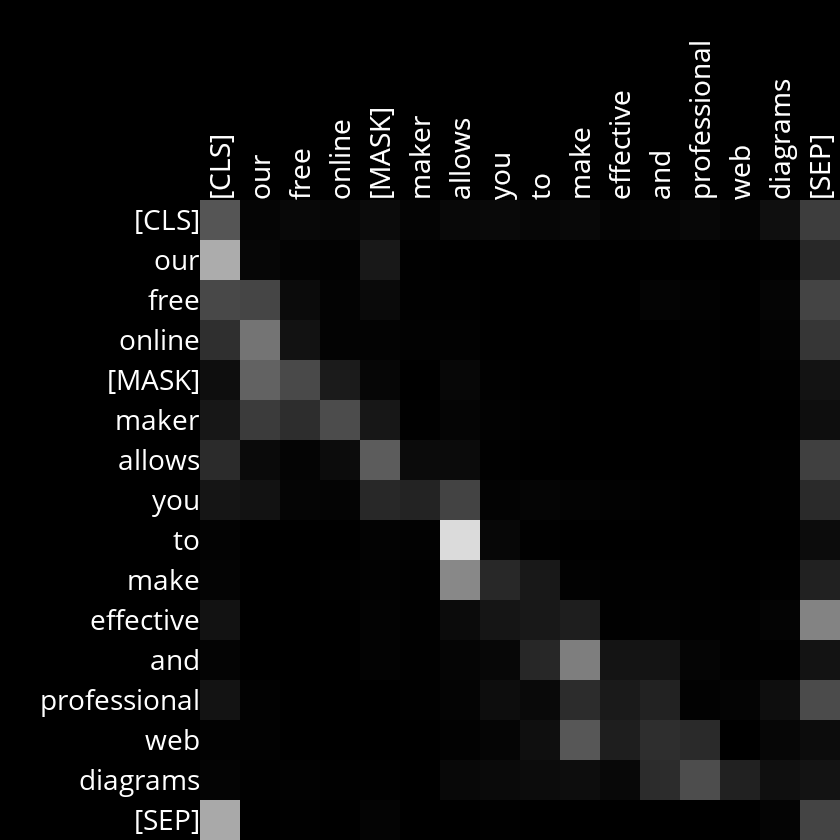 [CLS]
our
free
online
[MASK]
maker
allows
you
to
make
effective
and
professional
web
diagrams
[SEP]
[CLS]
our
free
online
[MASK]
maker
allows
you
to
make
effective
and
professional
web
diagrams
[SEP]